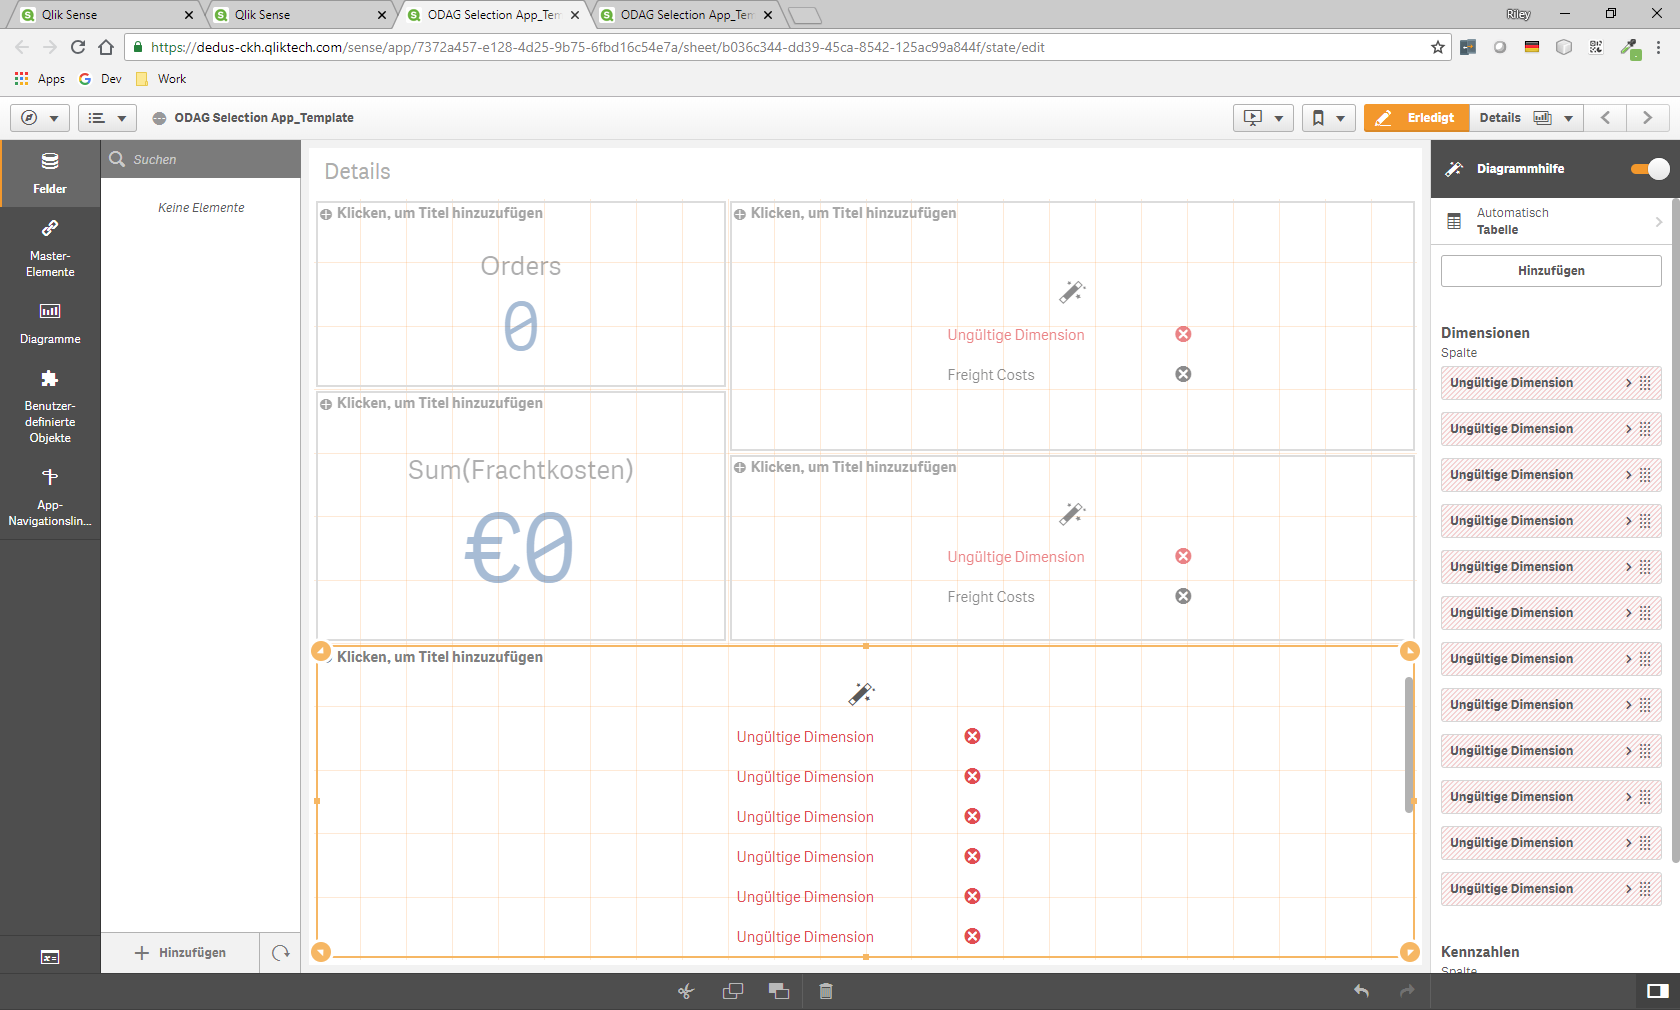 Qlik Sense
Qlik Sense
ODAG Selection App_Tem
ODAG Selection App_Tem
Riley
https://dedus-ckh.qliktech.com/sense/app/7372a457-e128-4d25-9b75-6fbd16c54e7a/sheet/b036c344-dd39-45ca-8542-125ac99a844f/state/edit
Apps
Dev
Work
ODAG Selection App_Template
Erledigt
Details
Felder
Master-
Elemente
Diagramme
Benutzer-
definierte
Objekte
App-
Navigationslin...
Suchen
Keine Elemente
Hinzufügen
Details
Klicken, um Titel hinzuzufügen
Orders
0
Klicken, um Titel hinzuzufügen
Sum(Frachtkosten)
€0
Klicken, um Titel hinzuzufügen
Ungültige Dimension
Freight Costs
Klicken, um Titel hinzuzufügen
Ungültige Dimension
Freight Costs
Klicken, um Titel hinzuzufügen
Ungültige Dimension
Ungültige Dimension
Ungültige Dimension
Ungültige Dimension
Ungültige Dimension
Ungültige Dimension
Diagrammhilfe
Automatisch
Tabelle
Hinzufügen
Dimensionen
Spalte
Ungültige Dimension
Ungültige Dimension
Ungültige Dimension
Ungültige Dimension
Ungültige Dimension
Ungültige Dimension
Ungültige Dimension
Ungültige Dimension
Ungültige Dimension
Ungültige Dimension
Ungültige Dimension
Ungültige Dimension
Kennzahlen
Spalte